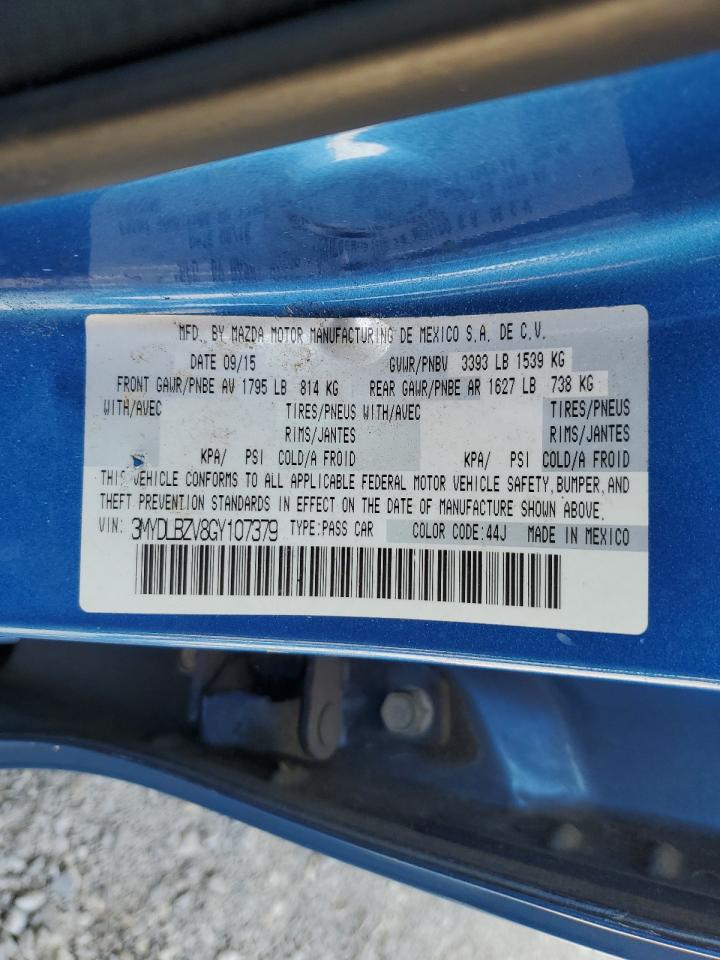 MFD. BY MAZDA MOTOR MANUFACTURING DE MEXICO S.A. DE C.V.
DATE 09/15 GVWR/PNBV 3393 LB 1539 KG
FRONT GAWR/PNBE AV 1795 LB 814 KG REAR GAWR/PNBE AR 1627 LB 738 KG
WITH/AVEC TIRES/PNEUS WITH/AVEC TIRES/PNEUS
RIMS/JANTES RIMS/JANTES
KPA/ PSI COLD/A FROID KPA/ PSI COLD/A FROID
THIS VEHICLE CONFORMS TO ALL APPLICABLE FEDERAL MOTOR VEHICLE SAFETY, BUMPER, AND
THEFT PREVENTION STANDARDS IN EFFECT ON THE DATE OF MANUFACTURE SHOWN ABOVE.
VIN: 3MYDLBZV8GY107379 TYPE:PASS CAR COLOR CODE:44J MADE IN MEXICO